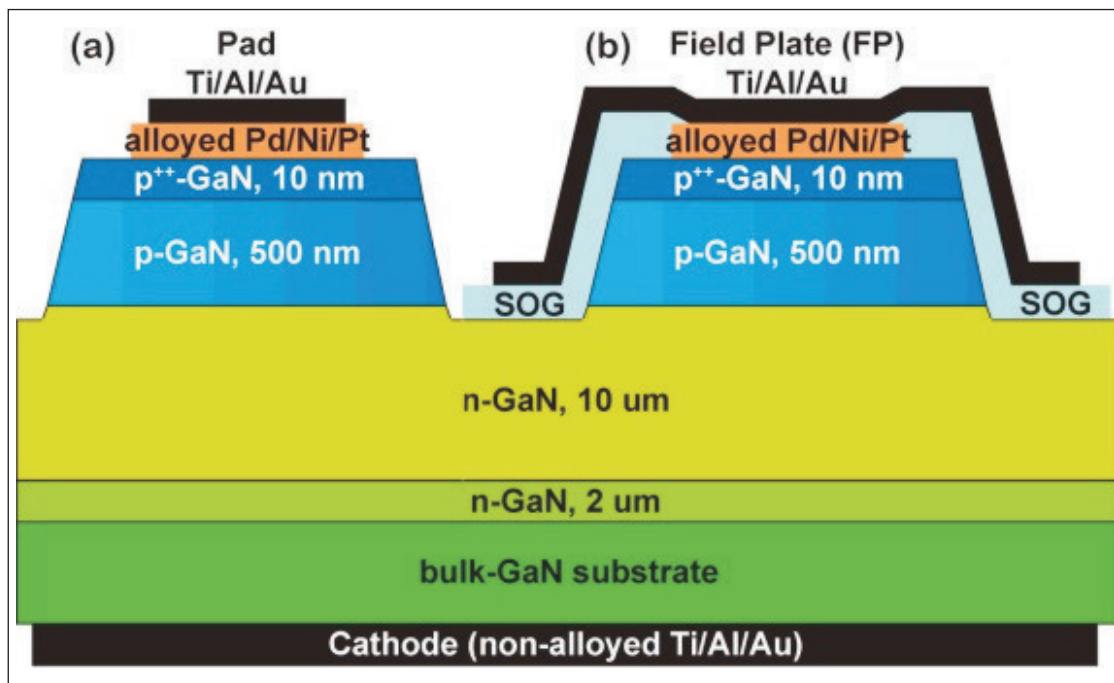 (a)
Pad
Ti/Al/Au
alloyed Pd/Ni/Pt
p⁺⁺-GaN, 10 nm
p-GaN, 500 nm
(b)
Field Plate (FP)
Ti/Al/Au
alloyed Pd/Ni/Pt
p⁺⁺-GaN, 10 nm
p-GaN, 500 nm
SOG
SOG
n-GaN, 10 um
n-GaN, 2 um
bulk-GaN substrate
Cathode (non-alloyed Ti/Al/Au)